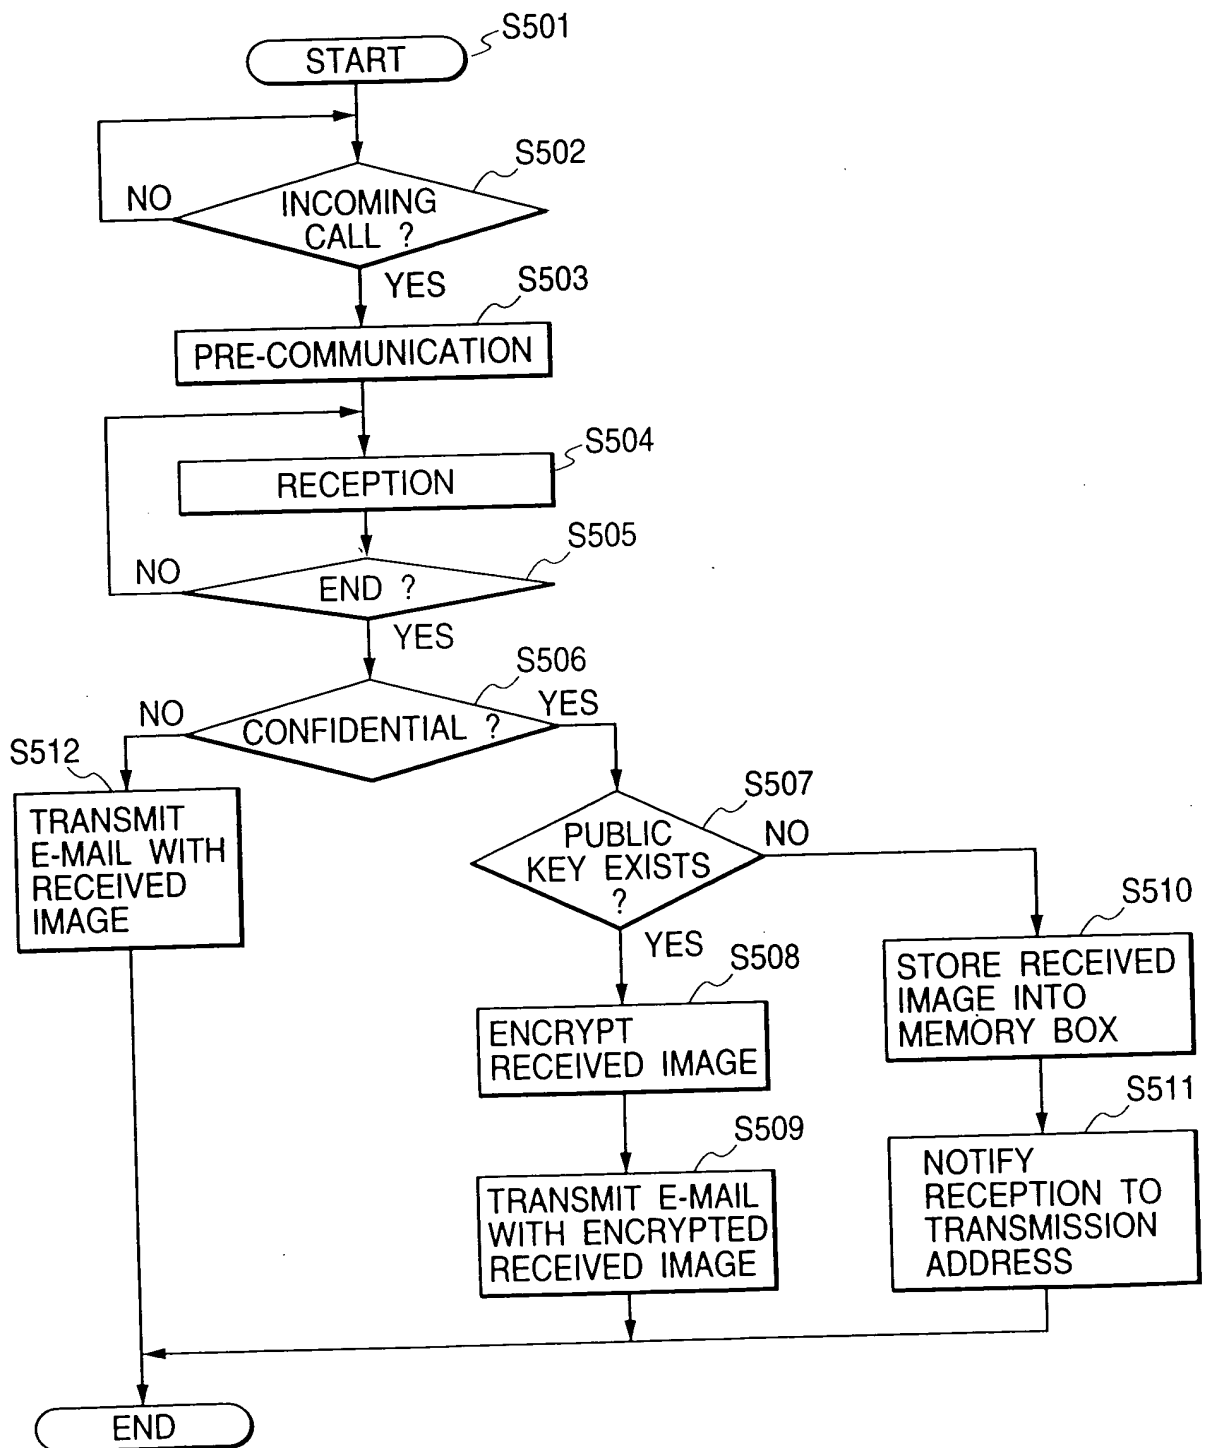 S501
START
S502
NO
INCOMING
CALL ?
YES
S503
PRE-COMMUNICATION
S504
RECEPTION
S505
NO
END ?
YES
S506
NO
CONFIDENTIAL ?
YES
S512
TRANSMIT
E-MAIL WITH
RECEIVED
IMAGE
S507
PUBLIC
KEY EXISTS
?
NO
YES
S508
ENCRYPT
RECEIVED IMAGE
S509
TRANSMIT E-MAIL
WITH ENCRYPTED
RECEIVED IMAGE
S510
STORE RECEIVED
IMAGE INTO
MEMORY BOX
S511
NOTIFY
RECEPTION TO
TRANSMISSION
ADDRESS
END